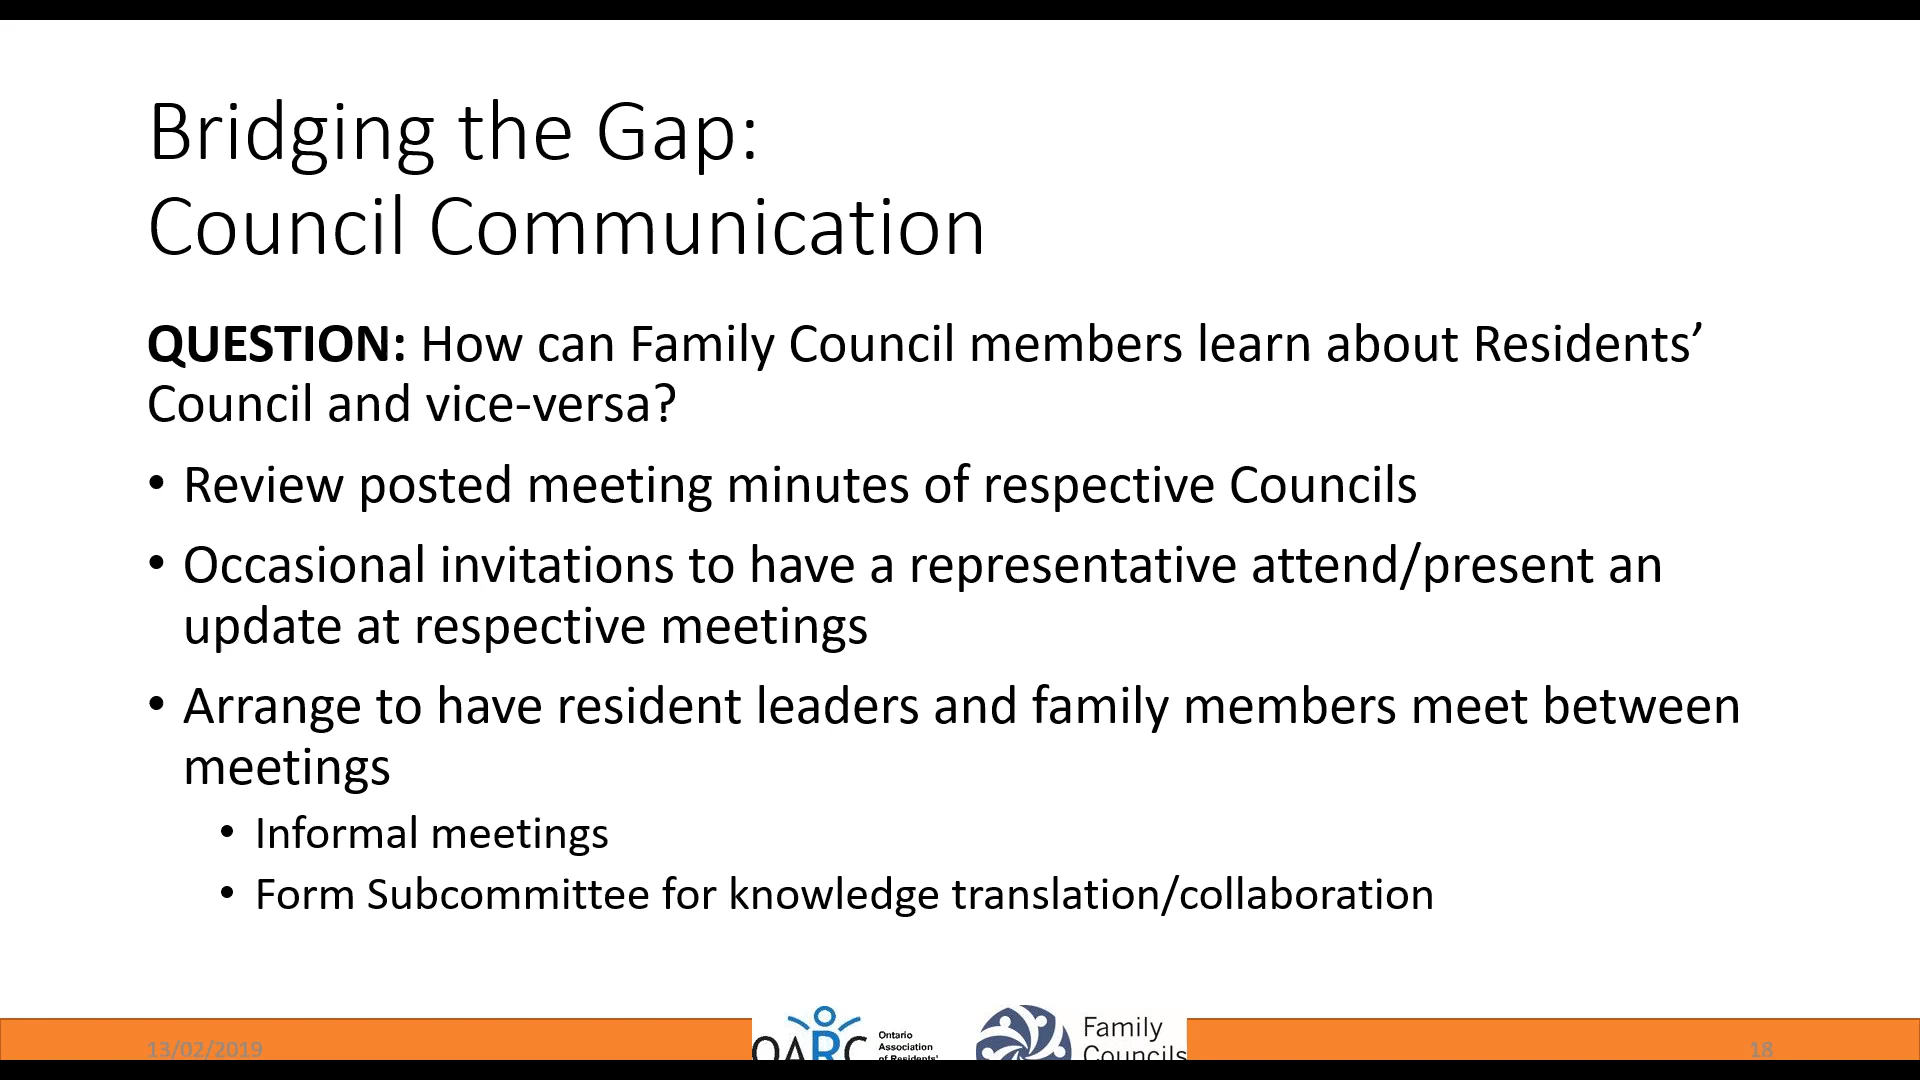 Bridging the Gap:
Council Communication
QUESTION: How can Family Council members learn about Residents’
Council and vice-versa?
• Review posted meeting minutes of respective Councils
• Occasional invitations to have a representative attend/present an
update at respective meetings
• Arrange to have resident leaders and family members meet between
meetings
• Informal meetings
• Form Subcommittee for knowledge translation/collaboration
13/02/2019
OARC
Ontario
Association
of Residents'
Family
Councils
18